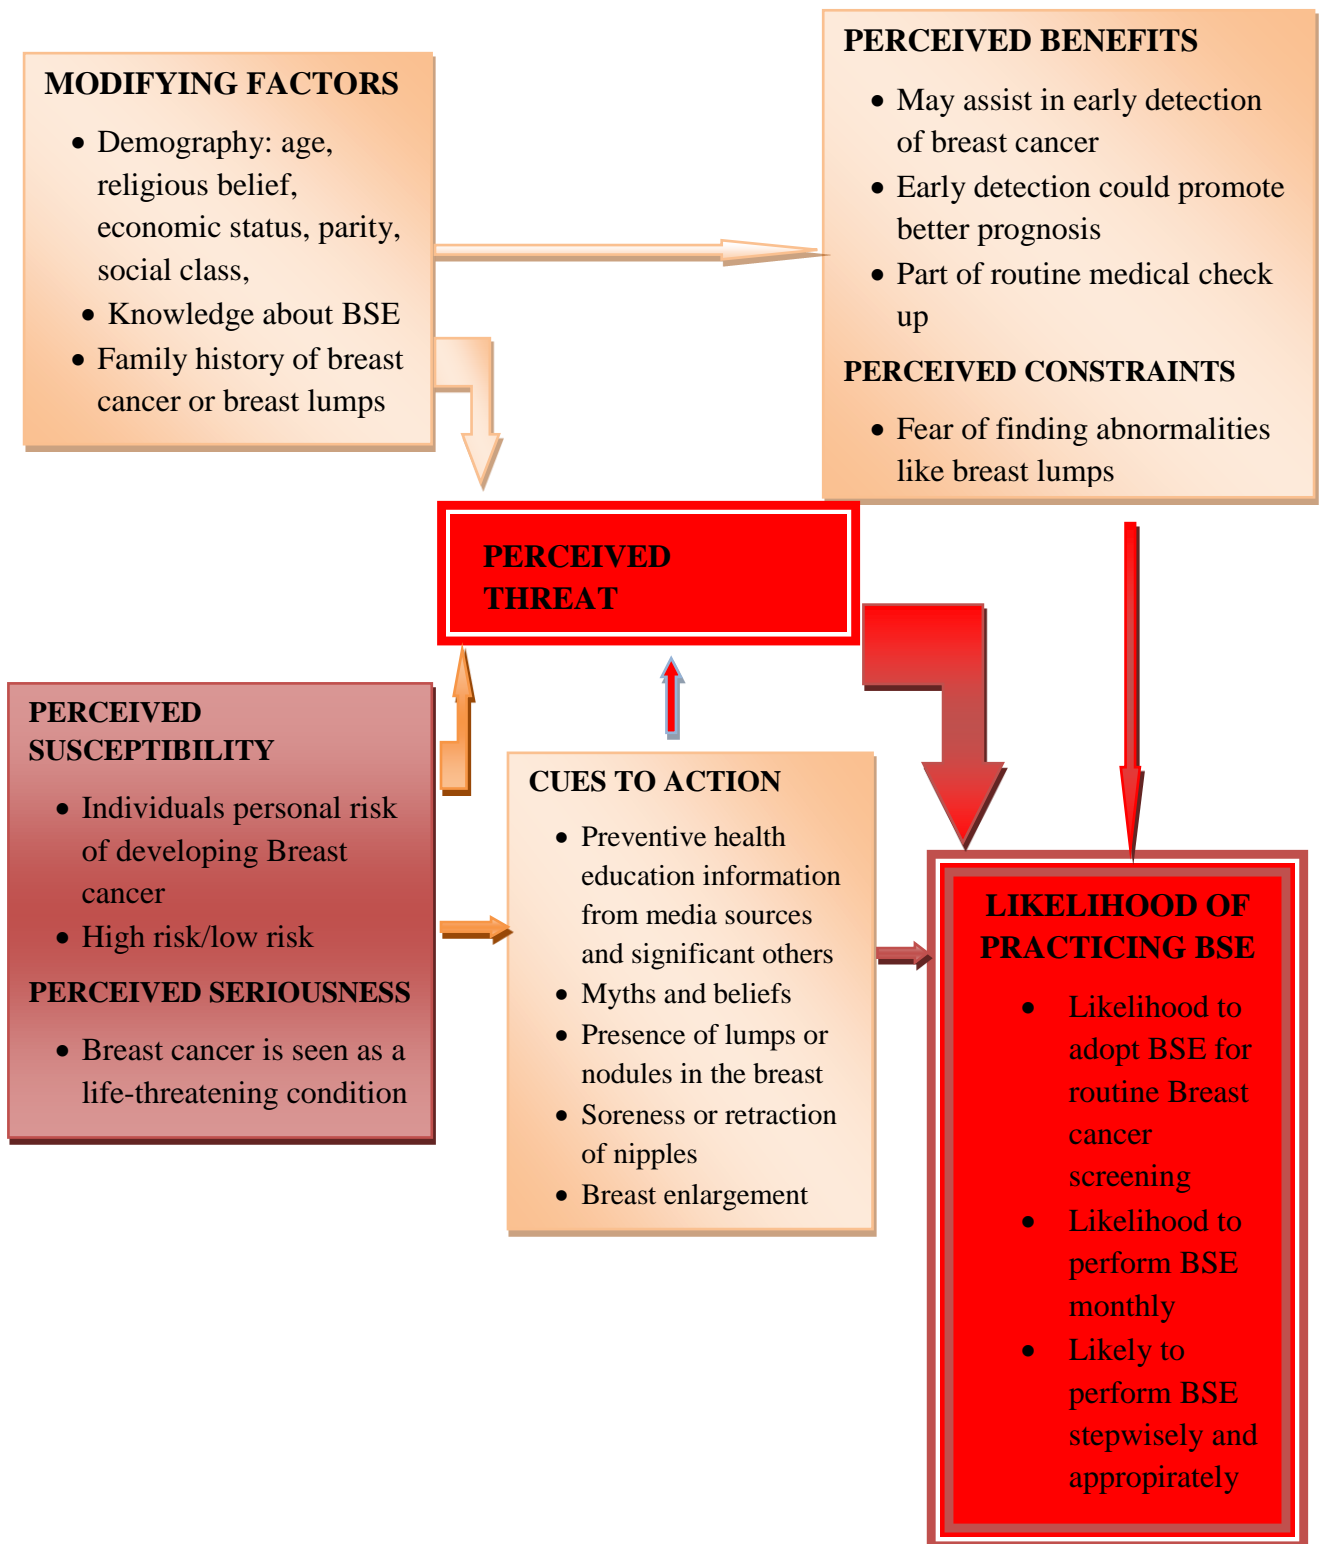 MODIFYING FACTORS
• Demography: age,
religious belief,
economic status, parity,
social class,
• Knowledge about BSE
• Family history of breast
cancer or breast lumps
PERCEIVED BENEFITS
• May assist in early detection
of breast cancer
• Early detection could promote
better prognosis
• Part of routine medical check
up
PERCEIVED CONSTRAINTS
• Fear of finding abnormalities
like breast lumps
PERCEIVED
THREAT
PERCEIVED
SUSCEPTIBILITY
• Individuals personal risk
of developing Breast
cancer
• High risk/low risk
PERCEIVED SERIOUSNESS
• Breast cancer is seen as a
life-threatening condition
CUES TO ACTION
• Preventive health
education information
from media sources
and significant others
• Myths and beliefs
• Presence of lumps or
nodules in the breast
• Soreness or retraction
of nipples
• Breast enlargement
LIKELIHOOD OF
PRACTICING BSE
• Likelihood to
adopt BSE for
routine Breast
cancer
screening
• Likelihood to
perform BSE
monthly
• Likely to
perform BSE
stepwisely and
appropirately